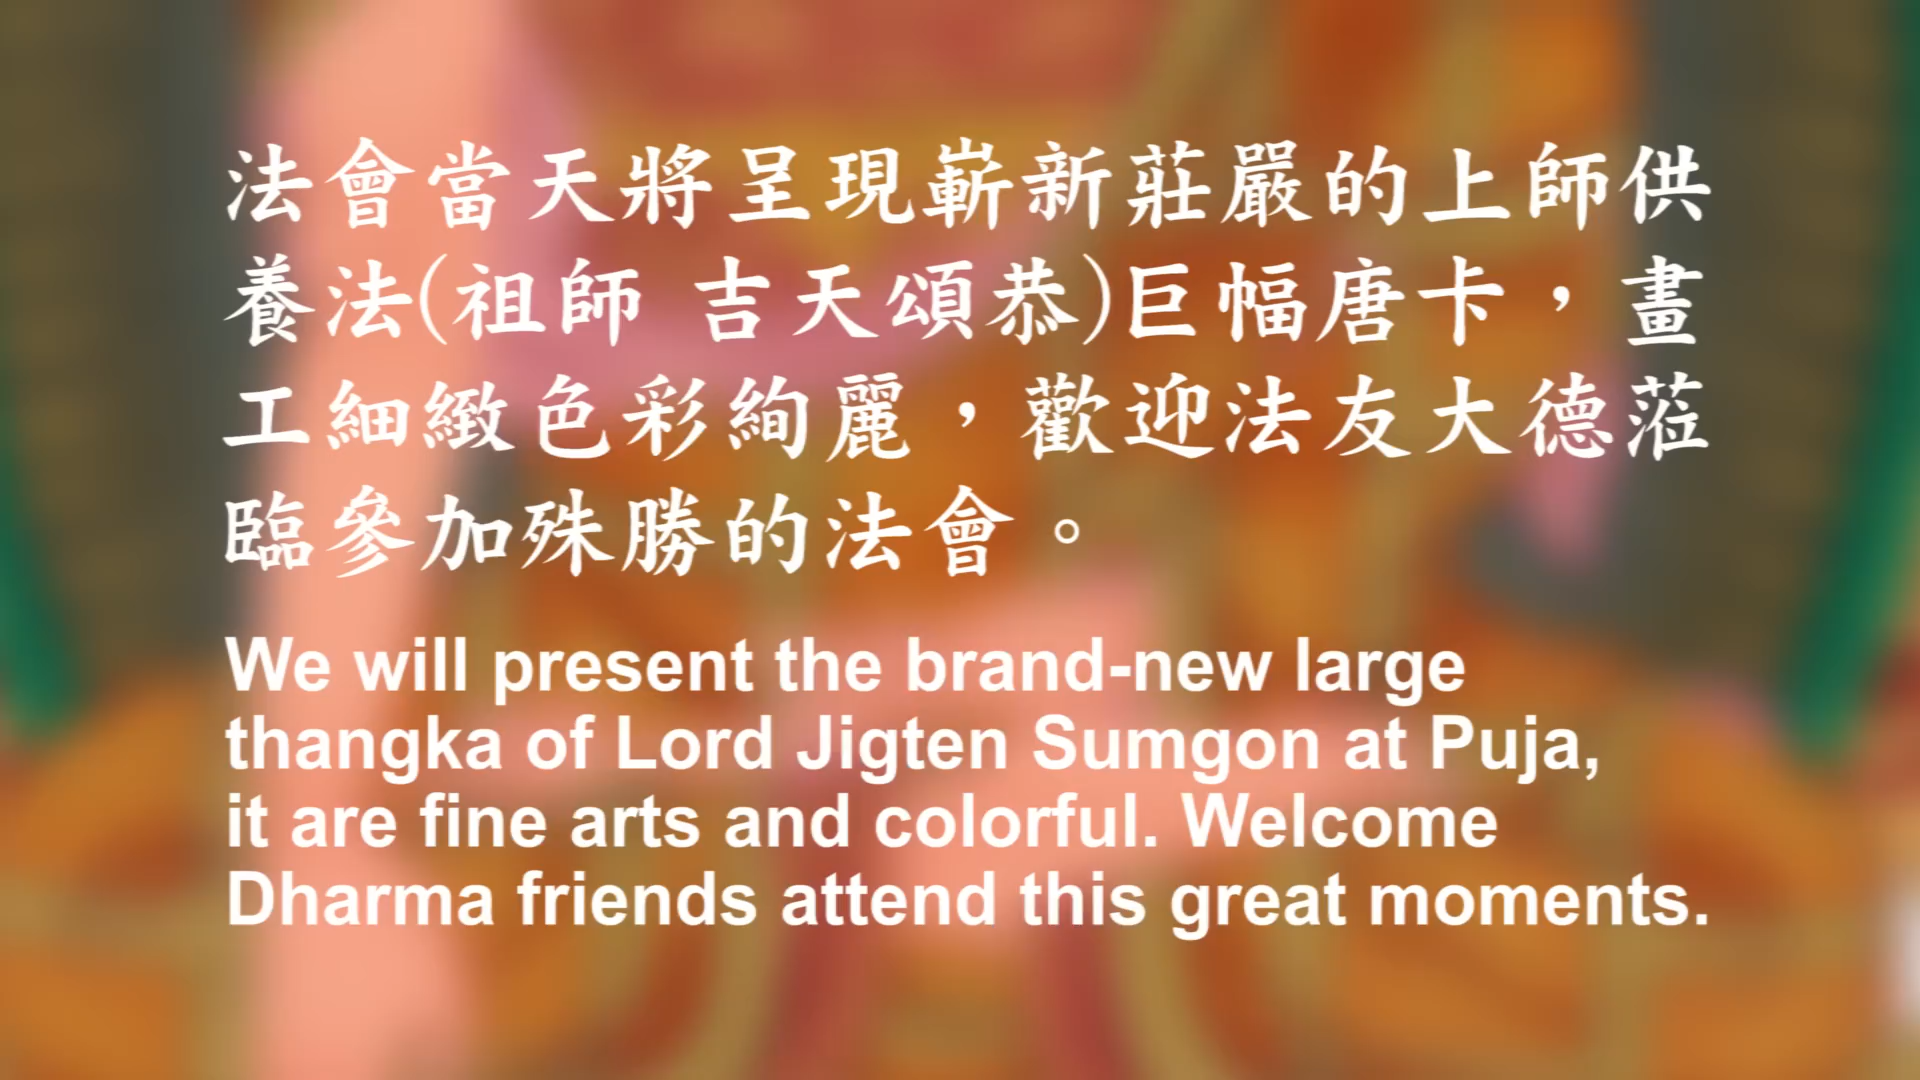 法會當天將呈現嶄新莊嚴的上師供
養法(祖師 吉天頌恭)巨幅唐卡，畫
工細緻色彩絢麗，歡迎法友大德蒞
臨參加殊勝的法會。
We will present the brand-new large
thangka of Lord Jigten Sumgon at Puja,
it are fine arts and colorful. Welcome
Dharma friends attend this great moments.